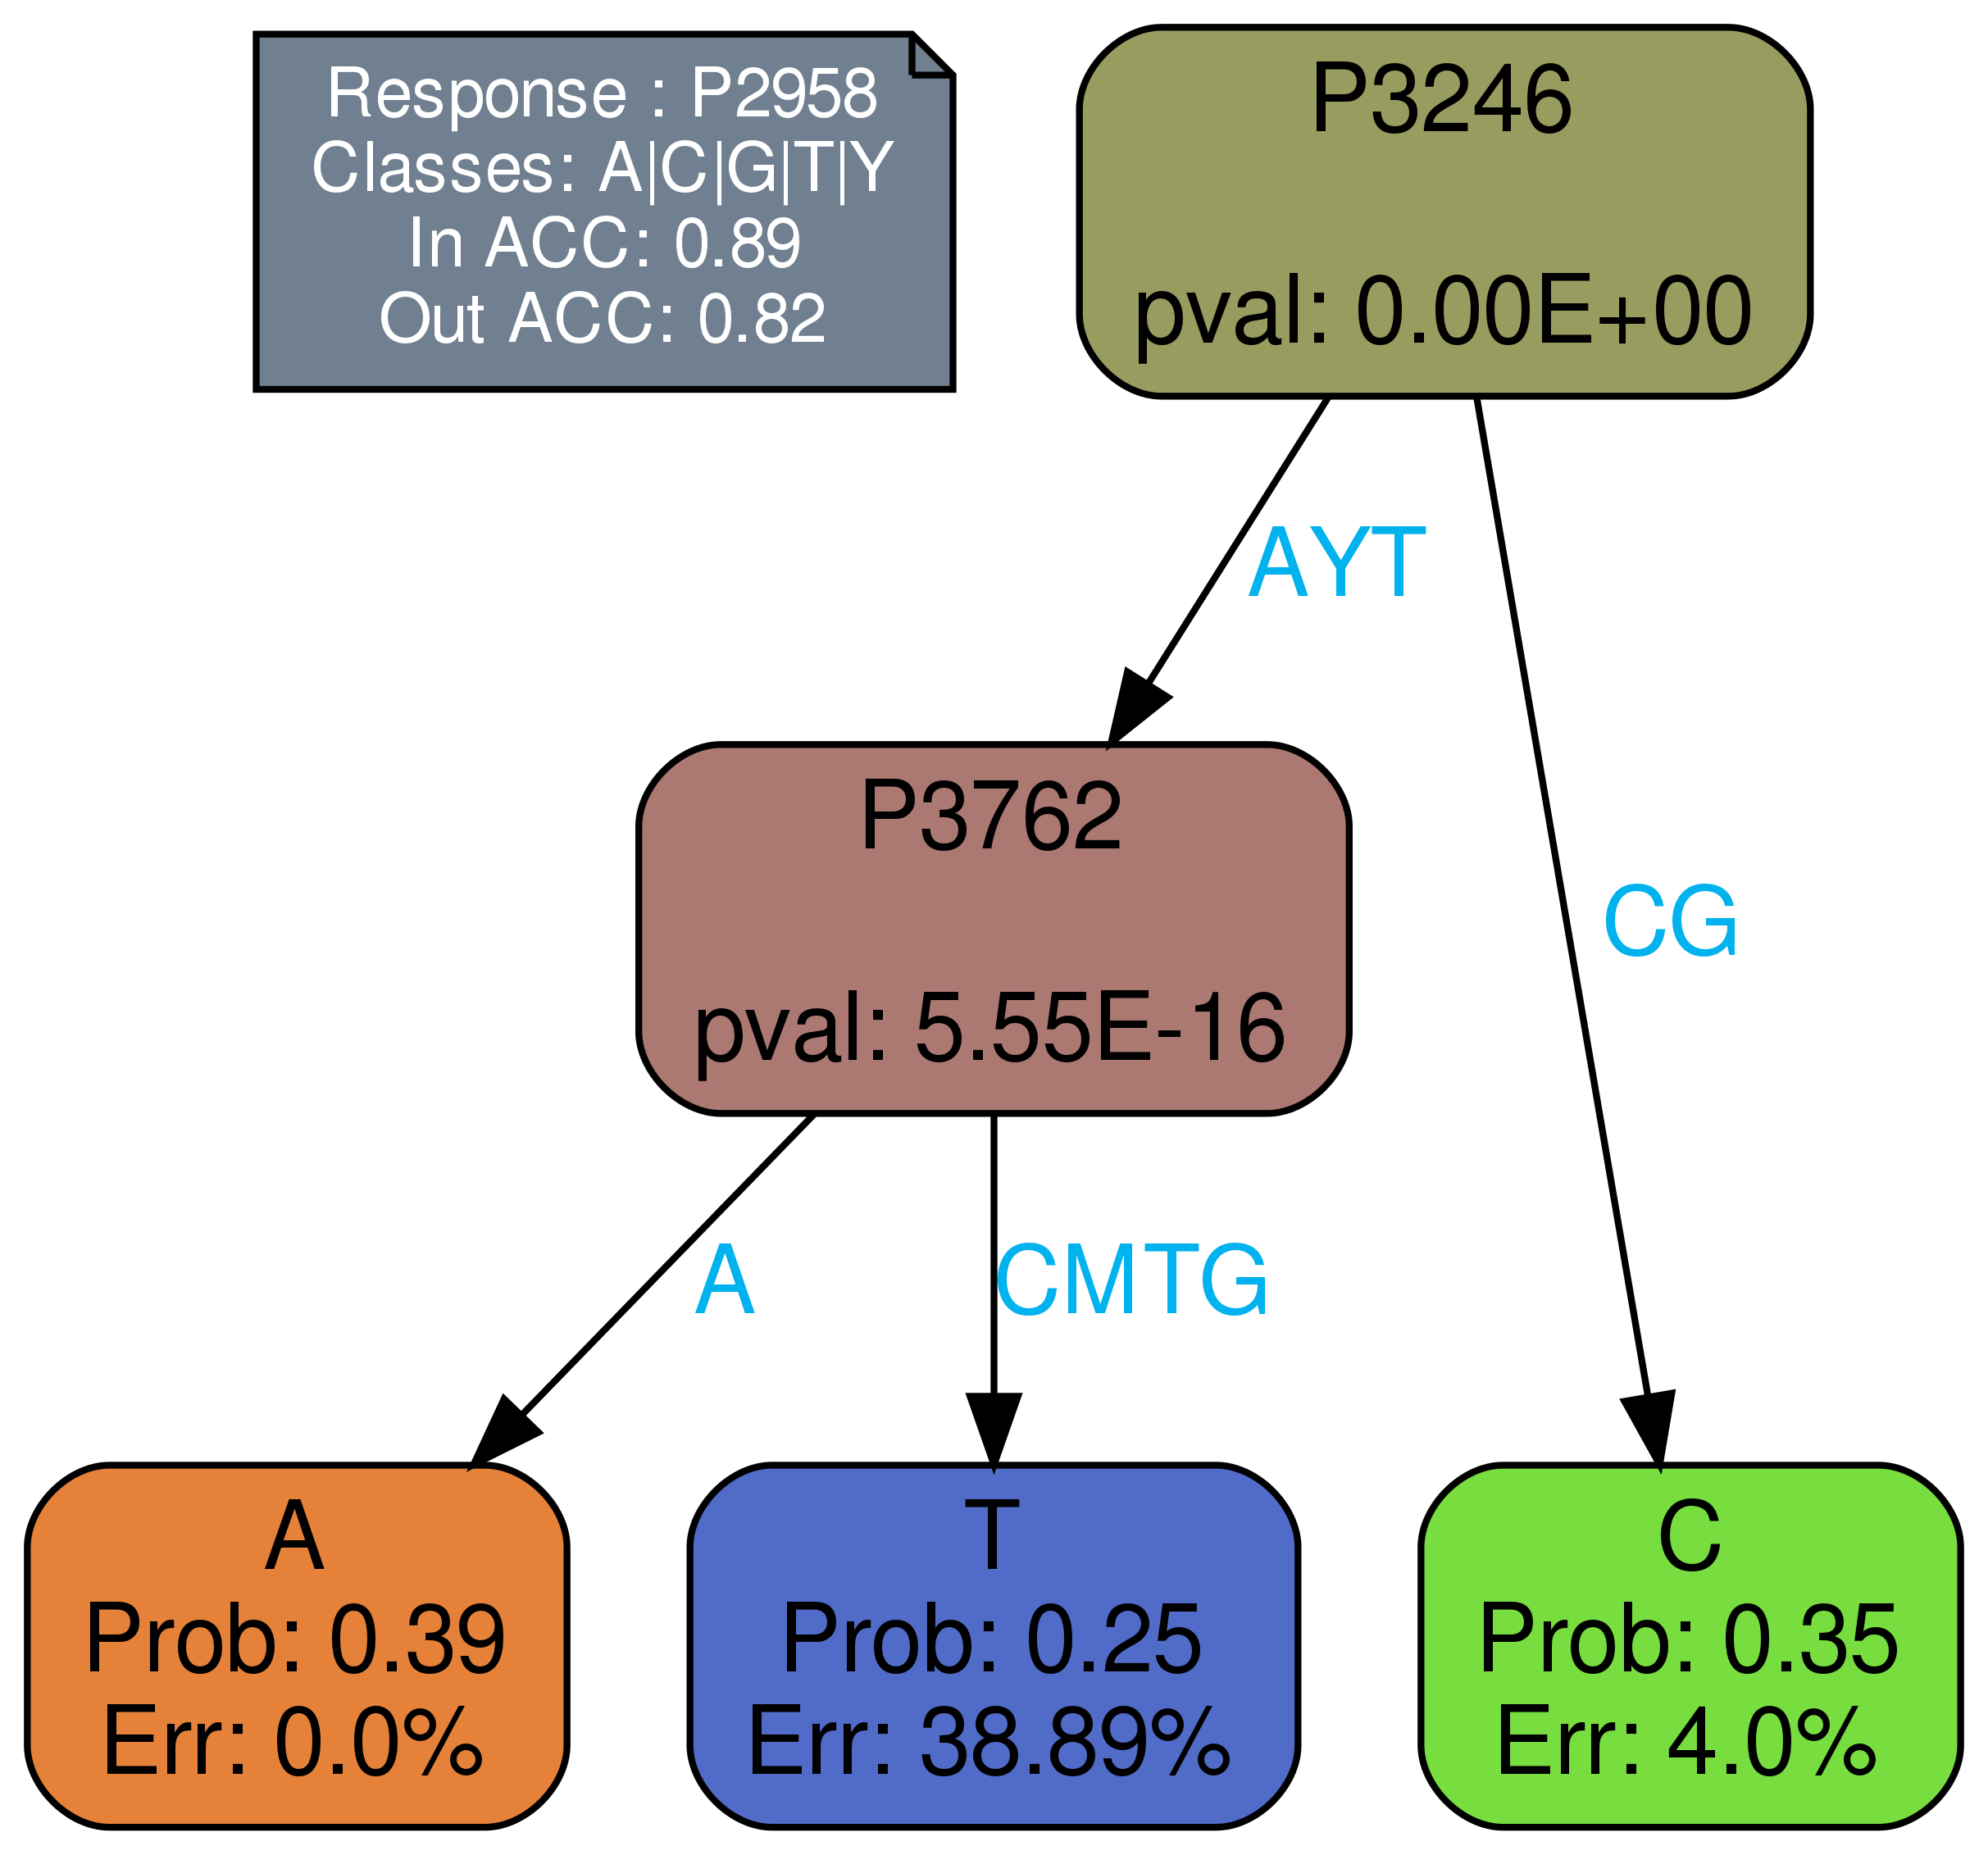 Response : P2958
Classes: A|C|G|T|Y
In ACC: 0.89
Out ACC: 0.82
P3246
pval: 0.00E+00
AYT
CG
P3762
pval: 5.55E-16
A
CMTG
A
Prob: 0.39
Err: 0.0%
T
Prob: 0.25
Err: 38.89%
C
Prob: 0.35
Err: 4.0%